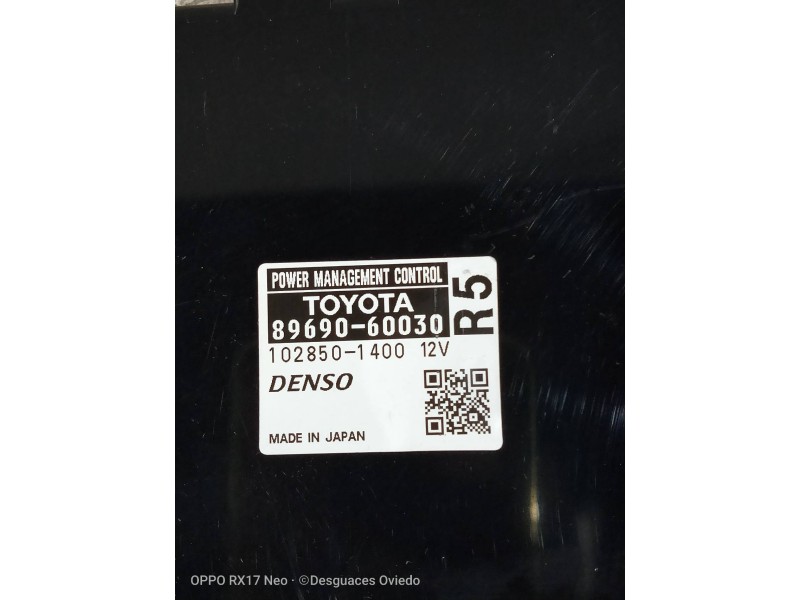 POWER MANAGEMENT CONTROL
TOYOTA
89690-60030
R5
102850-1400 12V
DENSO
MADE IN JAPAN
OPPO RX17 Neo · ©Desguaces Oviedo